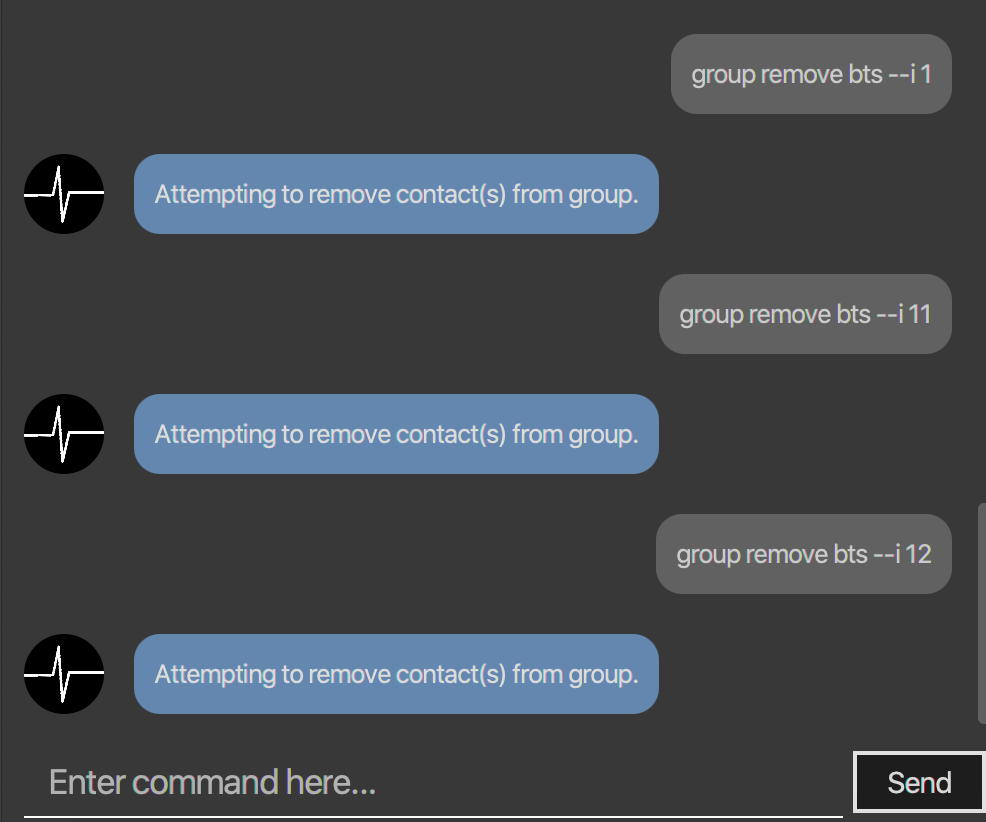 group remove bts --i 1
Attempting to remove contact(s) from group.
group remove bts --i 11
Attempting to remove contact(s) from group.
group remove bts --i 12
Attempting to remove contact(s) from group.
Enter command here...
Send